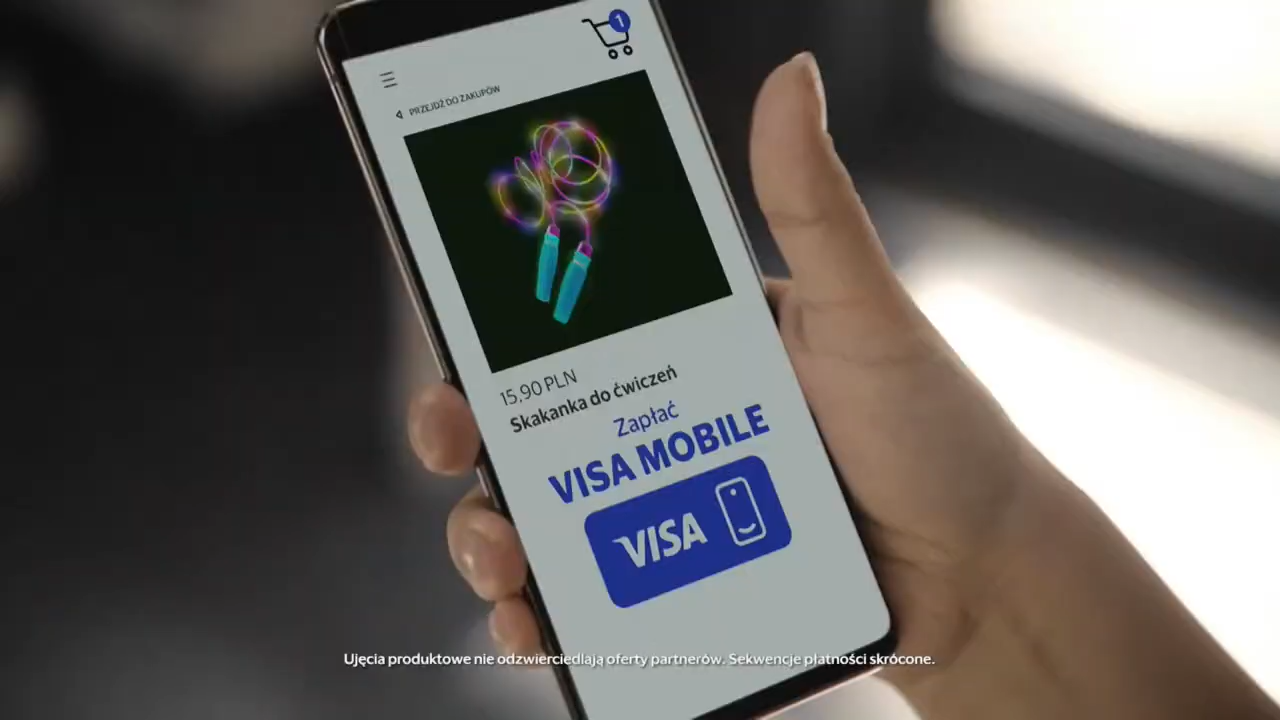 1
PRZEJDŹ DO ZAKUPÓW
15,90 PLN
Skakanka do ćwiczeń
Zapłać
VISA MOBILE
VISA
Ujęcia produktowe nie odzwierciedlają oferty partnerów. Sekwencje płatności skrócone.